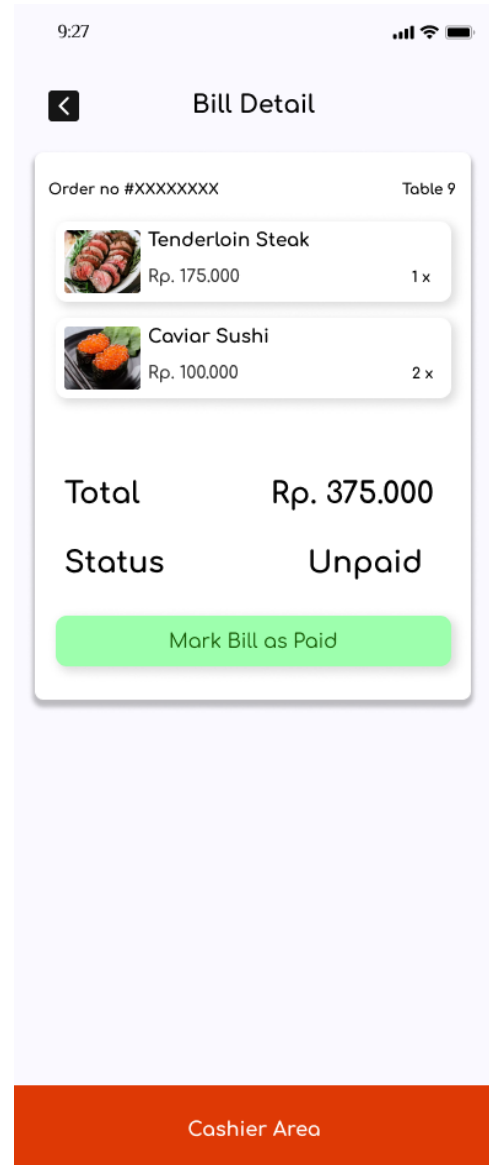 9:27
Bill Detail
Order no #XXXXXXXX Table 9
Tenderloin Steak
Rp. 175.000 1 x
Caviar Sushi
Rp. 100.000 2 x
Total Rp. 375.000
Status Unpaid
Mark Bill as Paid
Cashier Area